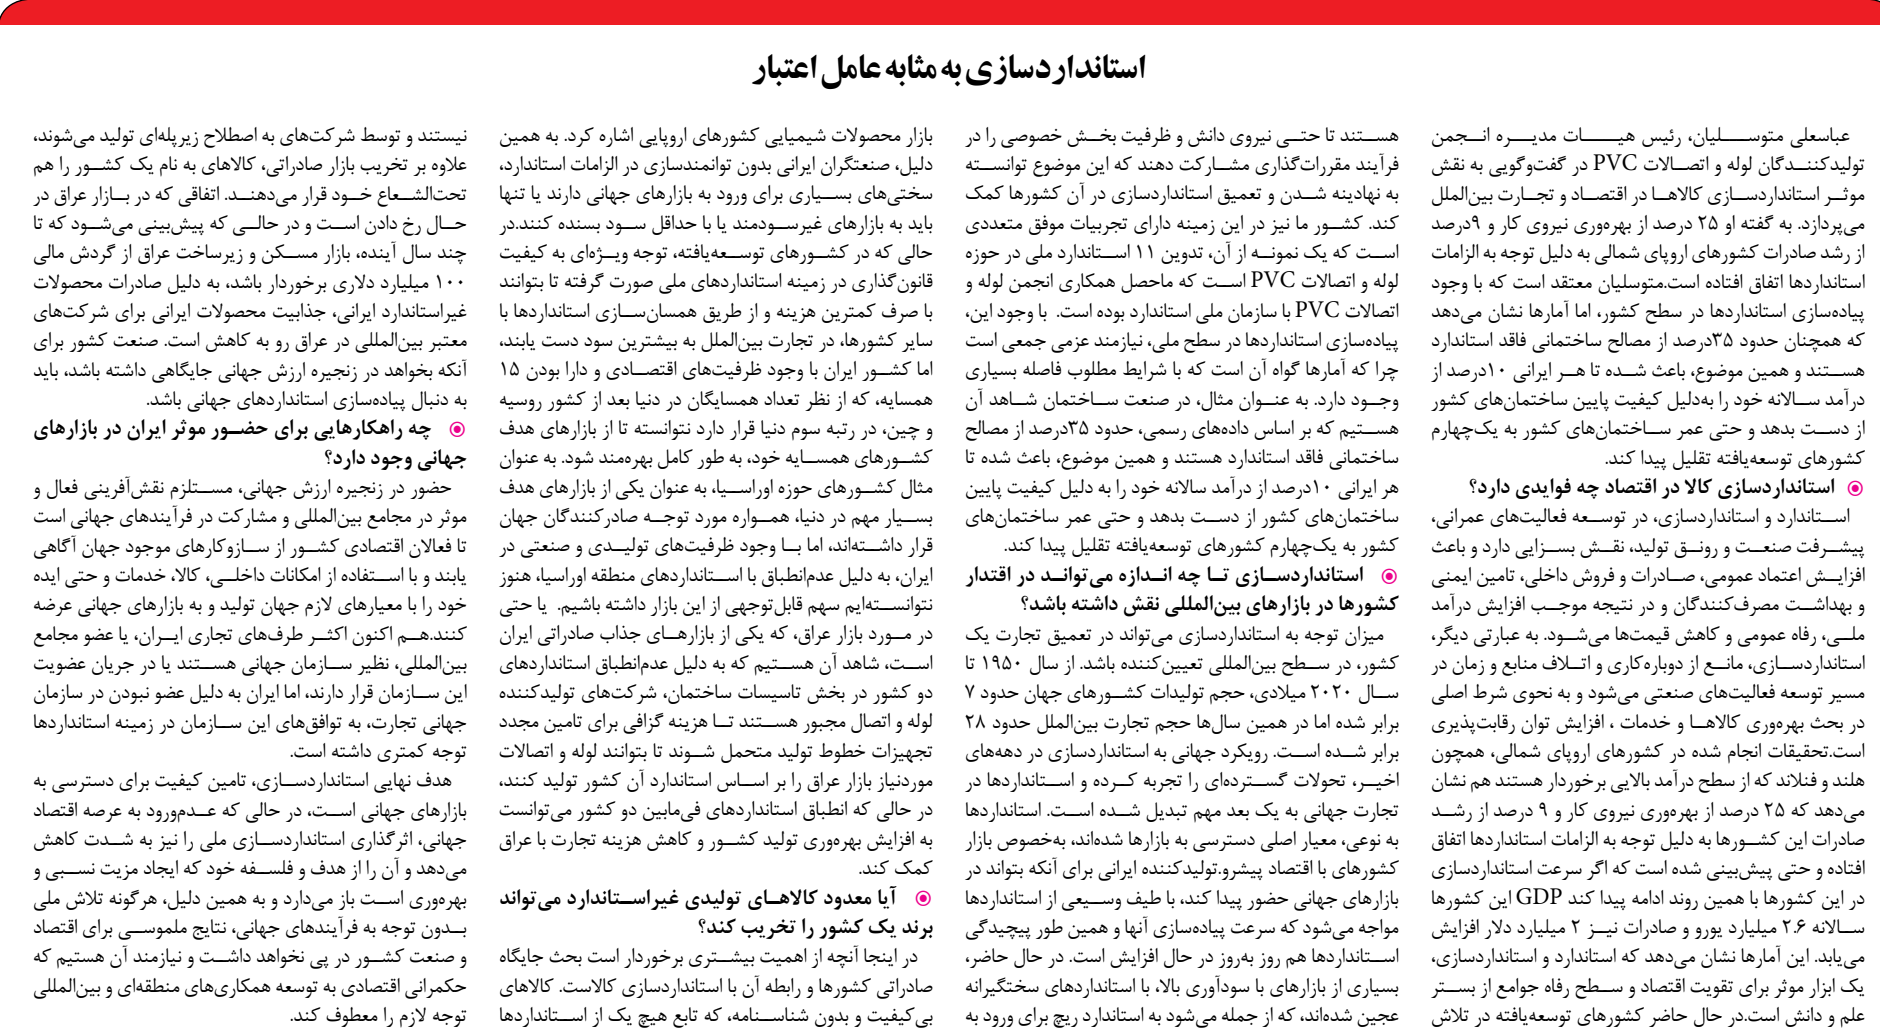 استانداردسازی به مثابه عامل اعتبار
عباسعلی متوسلیان، رئیس هیات مدیره انجمن
تولیدکنندگان لوله و اتصالات PVC در گفت‌وگویی به نقش
موثر استانداردسازی کالاها در اقتصاد و تجارت بین‌الملل
می‌پردازد. به گفته او ۲۵ درصد از بهره‌وری نیروی کار و ۹درصد
از رشد صادرات کشورهای اروپای شمالی به دلیل توجه به الزامات
استانداردها اتفاق افتاده است.متوسلیان معتقد است که با وجود
پیاده‌سازی استانداردها در سطح کشور، اما آمارها نشان می‌دهد
که همچنان حدود ۳۵درصد از مصالح ساختمانی فاقد استاندارد
هستند و همین موضوع، باعث شده تا هر ایرانی ۱۰درصد از
درآمد سالانه خود را به‌دلیل کیفیت پایین ساختمان‌های کشور
از دست بدهد و حتی عمر ساختمان‌های کشور به یک‌چهارم
کشورهای توسعه‌یافته تقلیل پیدا کند.
استانداردسازی کالا در اقتصاد چه فوایدی دارد؟
استاندارد و استانداردسازی، در توسعه فعالیت‌های عمرانی،
پیشرفت صنعت و رونق تولید، نقش بسزایی دارد و باعث
افزایش اعتماد عمومی، صادرات و فروش داخلی، تامین ایمنی
و بهداشت مصرف‌کنندگان و در نتیجه موجب افزایش درآمد
ملی، رفاه عمومی و کاهش قیمت‌ها می‌شود. به عبارتی دیگر،
استانداردسازی، مانع از دوباره‌کاری و اتلاف منابع و زمان در
مسیر توسعه فعالیت‌های صنعتی می‌شود و به نحوی شرط اصلی
در بحث بهره‌وری کالاها و خدمات ، افزایش توان رقابت‌پذیری
است.تحقیقات انجام شده در کشورهای اروپای شمالی، همچون
هلند و فنلاند که از سطح درآمد بالایی برخوردار هستند هم نشان
می‌دهد که ۲۵ درصد از بهره‌وری نیروی کار و ۹ درصد از رشد
صادرات این کشورها به دلیل توجه به الزامات استانداردها اتفاق
افتاده و حتی پیش‌بینی شده است که اگر سرعت استانداردسازی
در این کشورها با همین روند ادامه پیدا کند GDP این کشورها
سالانه ۲.۶ میلیارد یورو و صادرات نیز ۲ میلیارد دلار افزایش
می‌یابد. این آمارها نشان می‌دهد که استاندارد و استانداردسازی،
یک ابزار موثر برای تقویت اقتصاد و سطح رفاه جوامع از بستر
علم و دانش است.در حال حاضر کشورهای توسعه‌یافته در تلاش
هستند تا حتی نیروی دانش و ظرفیت بخش خصوصی را در
فرآیند مقررات‌گذاری مشارکت دهند که این موضوع توانسته
به نهادینه شدن و تعمیق استانداردسازی در آن کشورها کمک
کند. کشور ما نیز در این زمینه دارای تجربیات موفق متعددی
است که یک نمونه از آن، تدوین ۱۱ استاندارد ملی در حوزه
لوله و اتصالات PVC است که ماحصل همکاری انجمن لوله و
اتصالات PVC با سازمان ملی استاندارد بوده است. با وجود این،
پیاده‌سازی استانداردها در سطح ملی، نیازمند عزمی جمعی است
چرا که آمارها گواه آن است که با شرایط مطلوب فاصله بسیاری
وجود دارد. به عنوان مثال، در صنعت ساختمان شاهد آن
هستیم که بر اساس داده‌های رسمی، حدود ۳۵درصد از مصالح
ساختمانی فاقد استاندارد هستند و همین موضوع، باعث شده تا
هر ایرانی ۱۰درصد از درآمد سالانه خود را به دلیل کیفیت پایین
ساختمان‌های کشور از دست بدهد و حتی عمر ساختمان‌های
کشور به یک‌چهارم کشورهای توسعه‌یافته تقلیل پیدا کند.
استانداردسازی تا چه اندازه می‌تواند در اقتدار
کشورها در بازارهای بین‌المللی نقش داشته باشد؟
میزان توجه به استانداردسازی می‌تواند در تعمیق تجارت یک
کشور، در سطح بین‌المللی تعیین‌کننده باشد. از سال ۱۹۵۰ تا
سال ۲۰۲۰ میلادی، حجم تولیدات کشورهای جهان حدود ۷
برابر شده اما در همین سال‌ها حجم تجارت بین‌الملل حدود ۲۸
برابر شده است. رویکرد جهانی به استانداردسازی در دهه‌های
اخیر، تحولات گسترده‌ای را تجربه کرده و استانداردها در
تجارت جهانی به یک بعد مهم تبدیل شده است. استانداردها
به نوعی، معیار اصلی دسترسی به بازارها شده‌اند، به‌خصوص بازار
کشورهای با اقتصاد پیشرو.تولیدکننده ایرانی برای آنکه بتواند در
بازارهای جهانی حضور پیدا کند، با طیف وسیعی از استانداردها
مواجه می‌شود که سرعت پیاده‌سازی آنها و همین طور پیچیدگی
استانداردها هم روز به‌روز در حال افزایش است. در حال حاضر،
بسیاری از بازارهای با سودآوری بالا، با استانداردهای سختگیرانه
عجین شده‌اند، که از جمله می‌شود به استاندارد ریچ برای ورود به
بازار محصولات شیمیایی کشورهای اروپایی اشاره کرد. به همین
دلیل، صنعتگران ایرانی بدون توانمندسازی در الزامات استاندارد،
سختی‌های بسیاری برای ورود به بازارهای جهانی دارند یا تنها
باید به بازارهای غیرسودمند یا با حداقل سود بسنده کنند.در
حالی که در کشورهای توسعه‌یافته، توجه ویژه‌ای به کیفیت
قانون‌گذاری در زمینه استانداردهای ملی صورت گرفته تا بتوانند
با صرف کمترین هزینه و از طریق همسان‌سازی استانداردها با
سایر کشورها، در تجارت بین‌الملل به بیشترین سود دست یابند،
اما کشور ایران با وجود ظرفیت‌های اقتصادی و دارا بودن ۱۵
همسایه، که از نظر تعداد همسایگان در دنیا بعد از کشور روسیه
و چین، در رتبه سوم دنیا قرار دارد نتوانسته تا از بازارهای هدف
کشورهای همسایه خود، به طور کامل بهره‌مند شود. به عنوان
مثال کشورهای حوزه اوراسیا، به عنوان یکی از بازارهای هدف
بسیار مهم در دنیا، همواره مورد توجه صادرکنندگان جهان
قرار داشته‌اند، اما با وجود ظرفیت‌های تولیدی و صنعتی در
ایران، به دلیل عدم‌انطباق با استانداردهای منطقه اوراسیا، هنوز
نتوانسته‌ایم سهم قابل‌توجهی از این بازار داشته باشیم. یا حتی
در مورد بازار عراق، که یکی از بازارهای جذاب صادراتی ایران
است، شاهد آن هستیم که به دلیل عدم‌انطباق استانداردهای
دو کشور در بخش تاسیسات ساختمان، شرکت‌های تولیدکننده
لوله و اتصال مجبور هستند تا هزینه گزافی برای تامین مجدد
تجهیزات خطوط تولید متحمل شوند تا بتوانند لوله و اتصالات
موردنیاز بازار عراق را بر اساس استاندارد آن کشور تولید کنند،
در حالی که انطباق استانداردهای فی‌مابین دو کشور می‌توانست
به افزایش بهره‌وری تولید کشور و کاهش هزینه تجارت با عراق
کمک کند.
آیا معدود کالاهای تولیدی غیراستاندارد می‌تواند
برند یک کشور را تخریب کند؟
در اینجا آنچه از اهمیت بیشتری برخوردار است بحث جایگاه
صادراتی کشورها و رابطه آن با استانداردسازی کالاست. کالاهای
بی‌کیفیت و بدون شناسنامه، که تابع هیچ یک از استانداردها
نیستند و توسط شرکت‌های به اصطلاح زیرپله‌ای تولید می‌شوند،
علاوه بر تخریب بازار صادراتی، کالاهای به نام یک کشور را هم
تحت‌الشعاع خود قرار می‌دهند. اتفاقی که در بازار عراق در
حال رخ دادن است و در حالی که پیش‌بینی می‌شود که تا
چند سال آینده، بازار مسکن و زیرساخت عراق از گردش مالی
۱۰۰ میلیارد دلاری برخوردار باشد، به دلیل صادرات محصولات
غیراستاندارد ایرانی، جذابیت محصولات ایرانی برای شرکت‌های
معتبر بین‌المللی در عراق رو به کاهش است. صنعت کشور برای
آنکه بخواهد در زنجیره ارزش جهانی جایگاهی داشته باشد، باید
به دنبال پیاده‌سازی استانداردهای جهانی باشد.
چه راهکارهایی برای حضور موثر ایران در بازارهای
جهانی وجود دارد؟
حضور در زنجیره ارزش جهانی، مستلزم نقش‌آفرینی فعال و
موثر در مجامع بین‌المللی و مشارکت در فرآیندهای جهانی است
تا فعالان اقتصادی کشور از سازوکارهای موجود جهان آگاهی
یابند و با استفاده از امکانات داخلی، کالا، خدمات و حتی ایده
خود را با معیارهای لازم جهان تولید و به بازارهای جهانی عرضه
کنند.هم اکنون اکثر طرف‌های تجاری ایران، یا عضو مجامع
بین‌المللی، نظیر سازمان جهانی هستند یا در جریان عضویت
این سازمان قرار دارند، اما ایران به دلیل عضو نبودن در سازمان
جهانی تجارت، به توافق‌های این سازمان در زمینه استانداردها
توجه کمتری داشته است.
هدف نهایی استانداردسازی، تامین کیفیت برای دسترسی به
بازارهای جهانی است، در حالی که عدم‌ورود به عرصه اقتصاد
جهانی، اثرگذاری استانداردسازی ملی را نیز به شدت کاهش
می‌دهد و آن را از هدف و فلسفه خود که ایجاد مزیت نسبی و
بهره‌وری است باز می‌دارد و به همین دلیل، هرگونه تلاش ملی
بدون توجه به فرآیندهای جهانی، نتایج ملموسی برای اقتصاد
و صنعت کشور در پی نخواهد داشت و نیازمند آن هستیم که
حکمرانی اقتصادی به توسعه همکاری‌های منطقه‌ای و بین‌المللی
توجه لازم را معطوف کند.